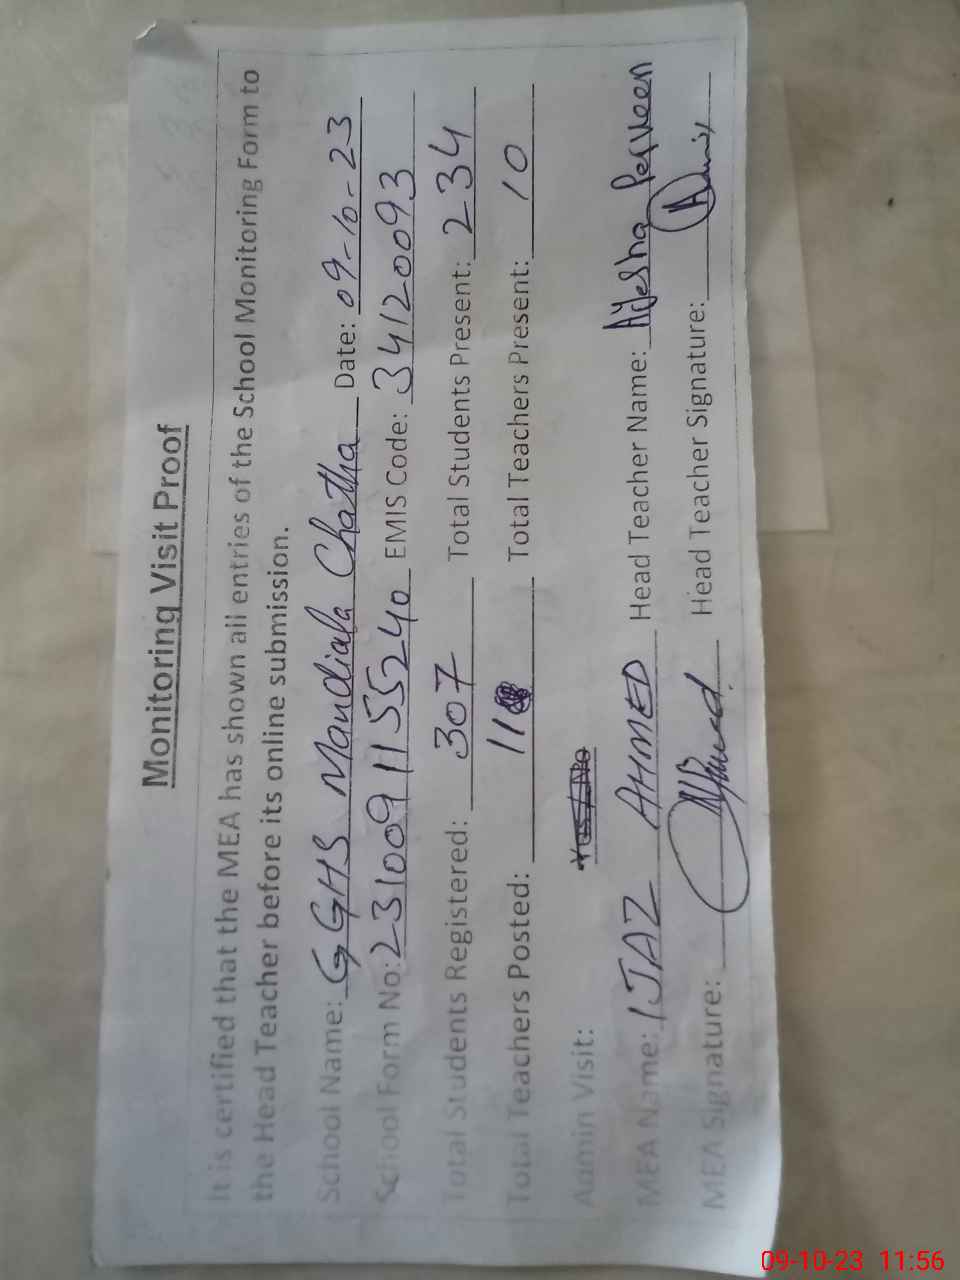 Monitoring Visit Proof
It is certified that the MEA has shown all entries of the School Monitoring Form to
the Head Teacher before its online submission.
School Name: GGHS Mandiala Chattha Date: 09-10-23
School Form No: 2310091155240 EMIS Code: 34120093
Total Students Registered: 307 Total Students Present: 234
Total Teachers Posted: 11 Total Teachers Present: 10
Admin Visit: Yes/No
MEA Name: IJAZ AHMED Head Teacher Name: Ayesha Perveen
MEA Signature: Head Teacher Signature:
09-10-23 11:56